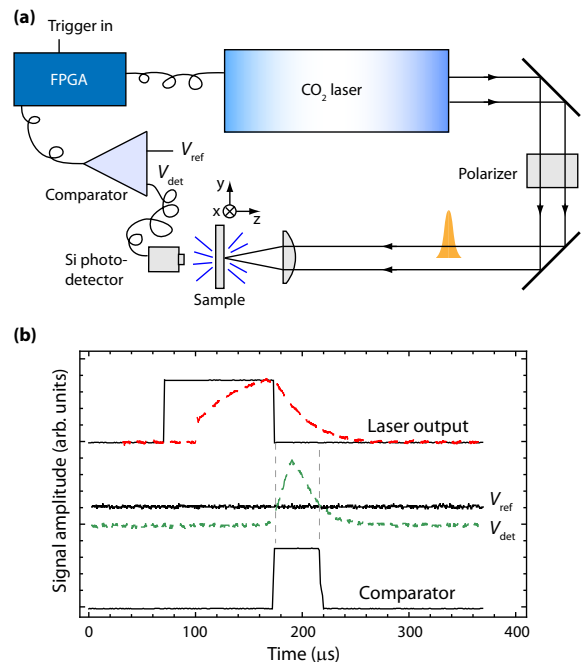 (a)
Trigger in
FPGA
CO2 laser
Vref
Vdet
Comparator
Polarizer
y
x
z
Si photo-
detector
Sample
(b)
Signal amplitude (arb. units)
Laser output
Vref
Vdet
Comparator
0 100 200 300 400
Time (μs)